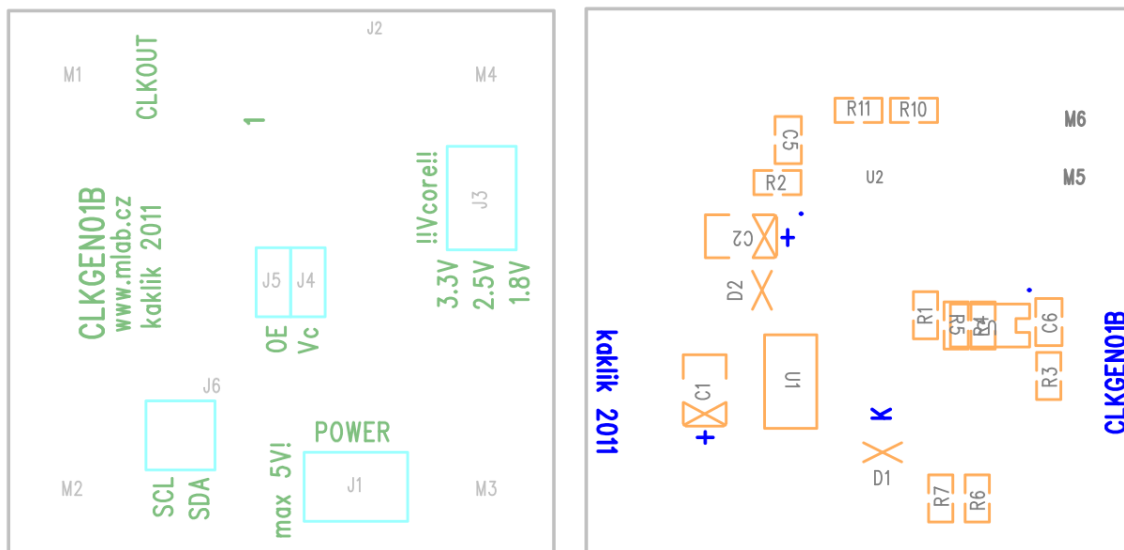 J2
M1
CLKOUT
M4
1
!!Vcore!!
J3
CLKGEN01B
www.mlab.cz
kaklik 2011
J5
J4
3.3V
2.5V
1.8V
OE
Vc
J6
POWER
max 5V!
J1
M2
SCL
SDA
M3
R11
R10
M6
C5
R2
U2
M5
C2
+
D2
R1
R5
R4
C6
R3
kaklik 2011
C1
U1
+
K
CLKGEN01B
D1
R7
R6